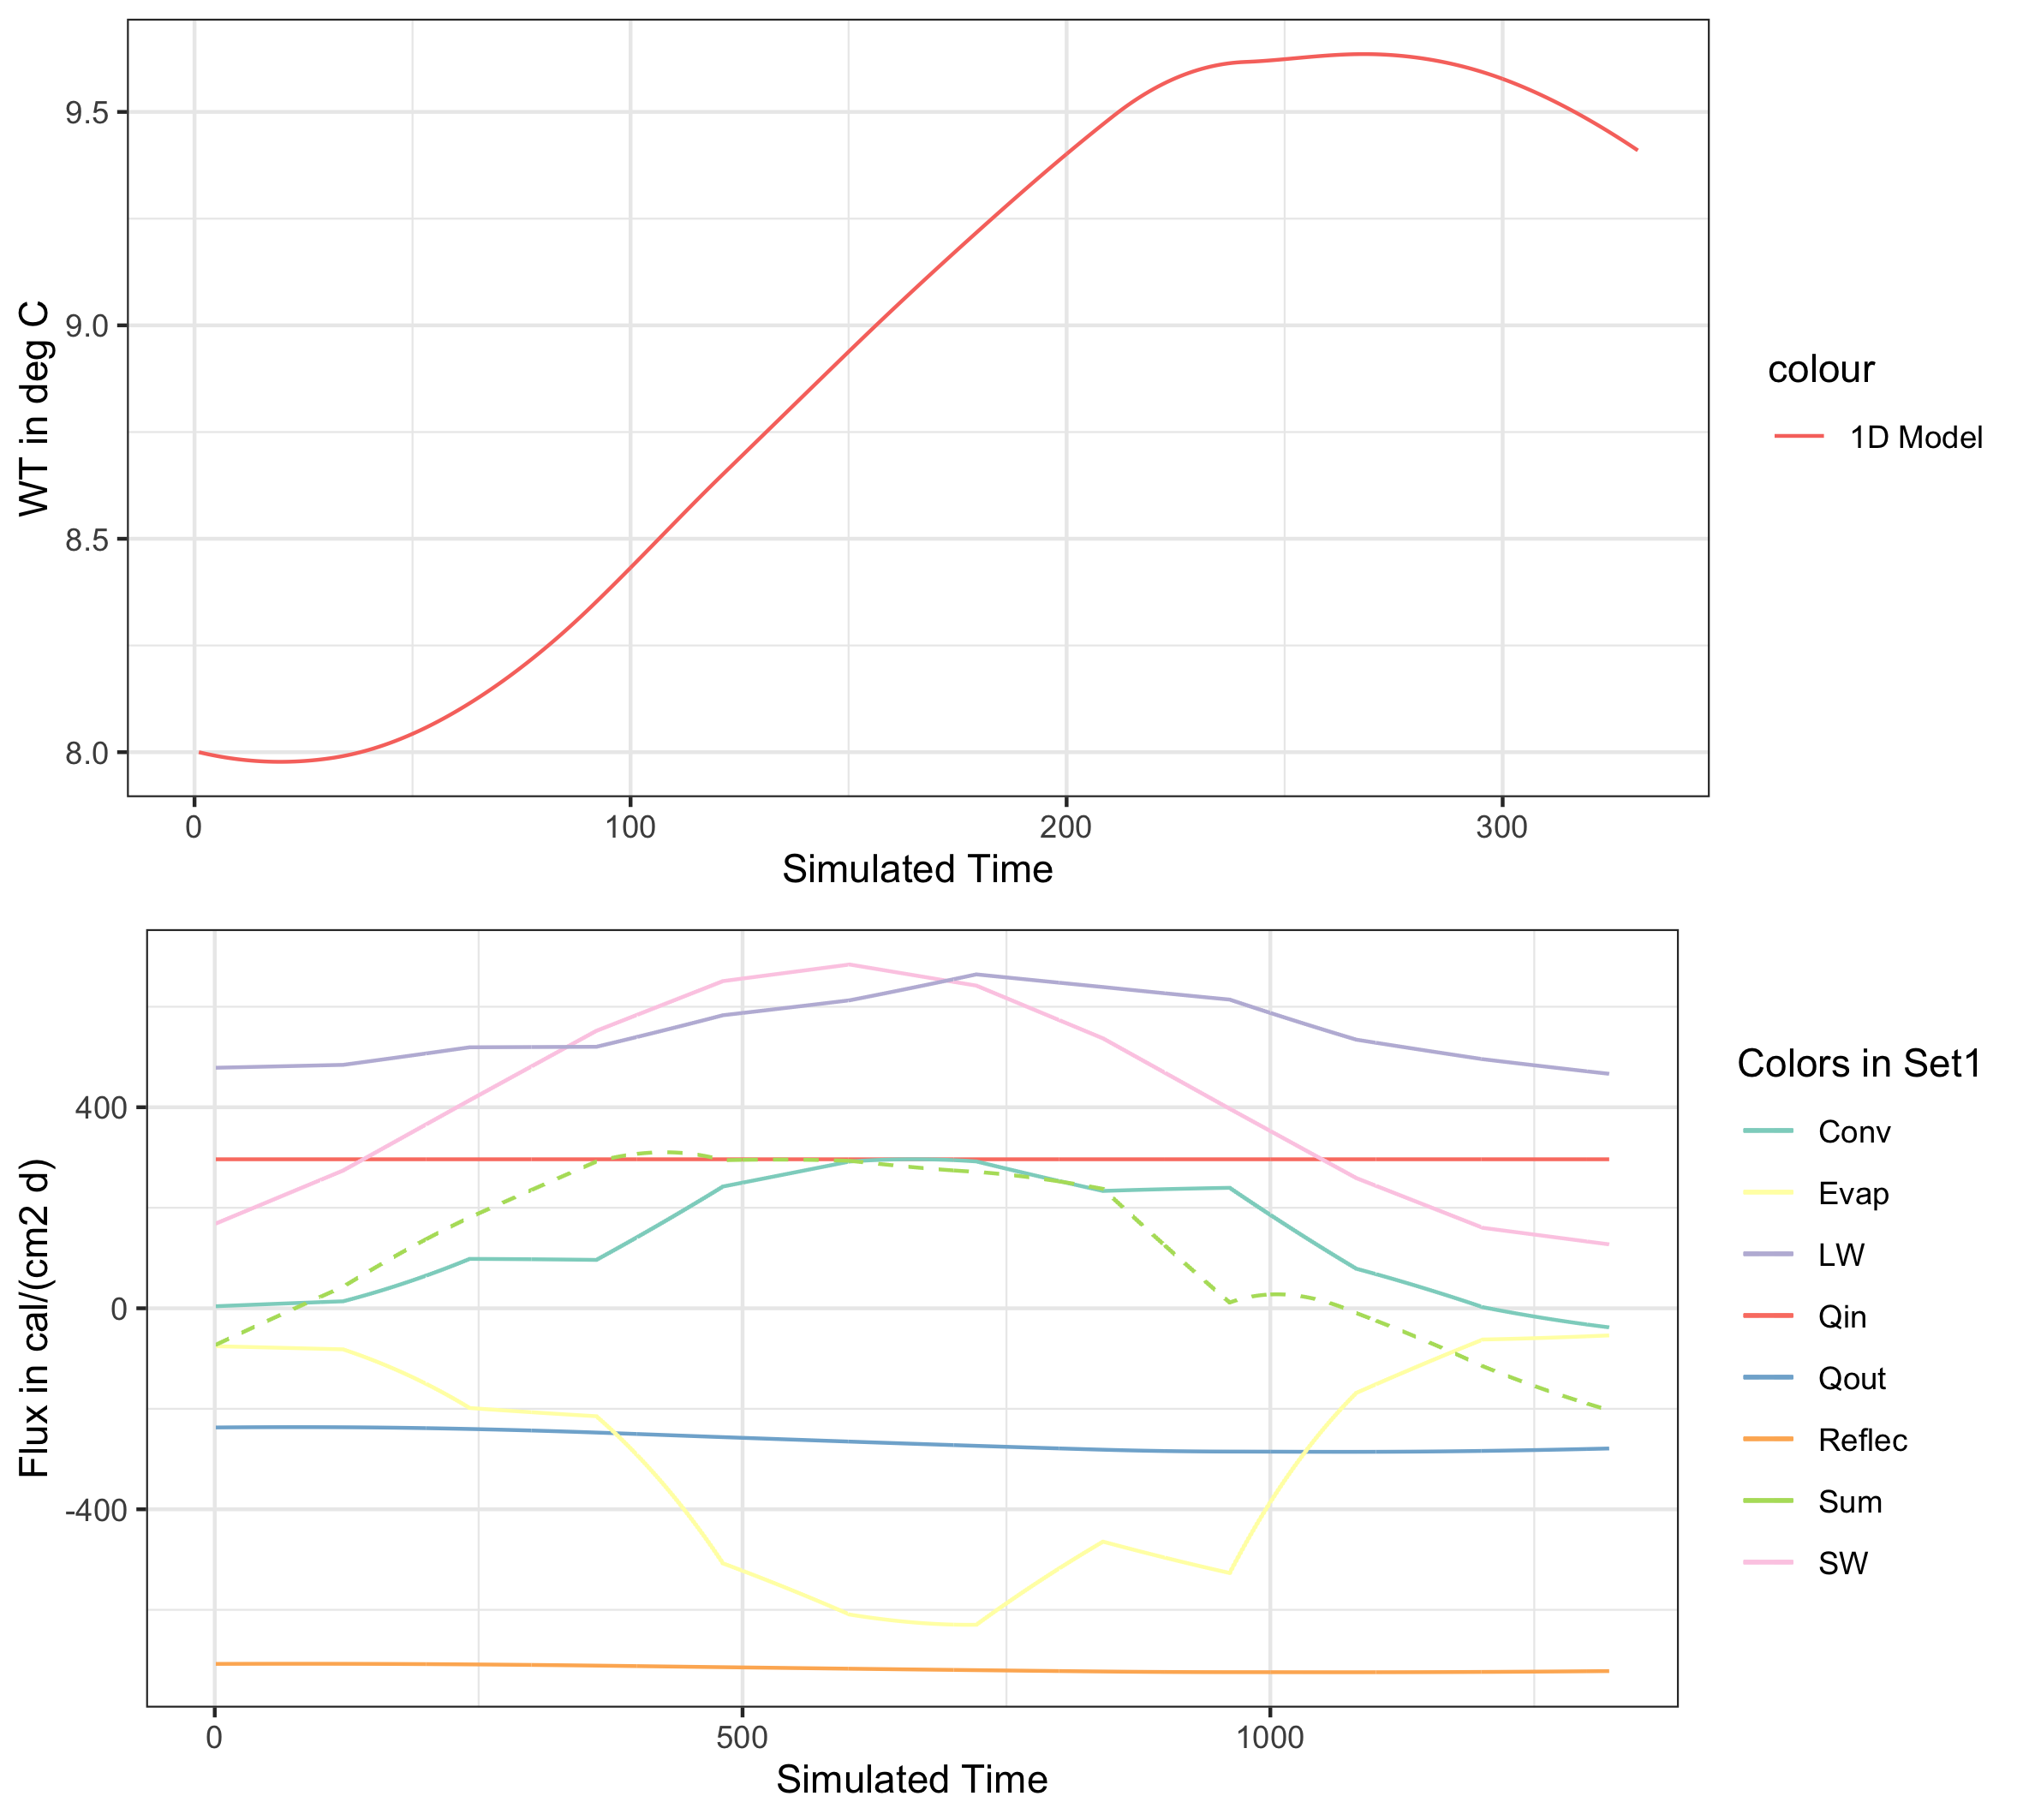 WT in deg C
9.5
9.0
8.5
8.0
0
100
200
300
Simulated Time
colour
1D Model
Flux in cal/(cm2 d)
400
0
-400
0
500
1000
Simulated Time
Colors in Set1
Conv
Evap
LW
Qin
Qout
Reflec
Sum
SW